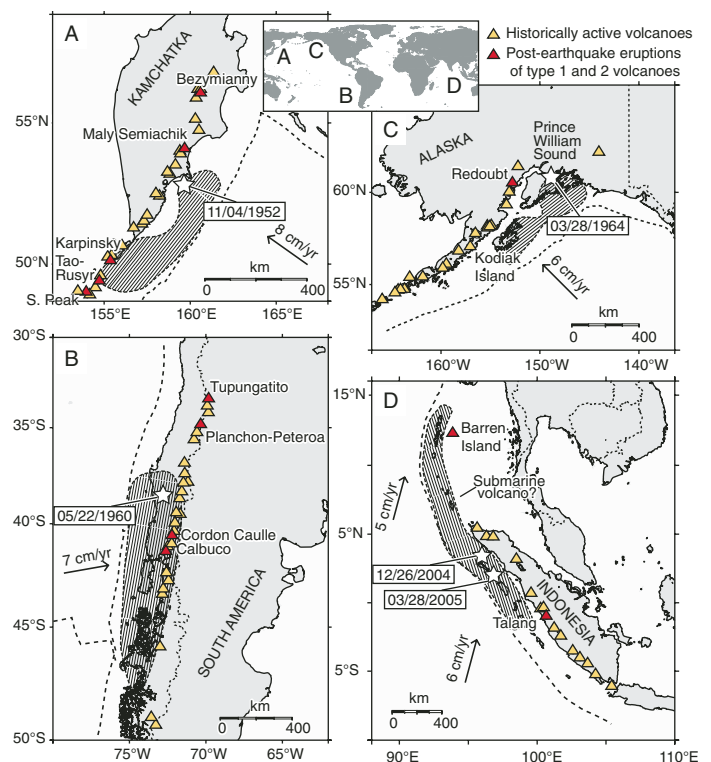 A
KAMCHATKA
Bezymianny
55°N
Maly Semiachik
11/04/1952
Karpinsky
50°N
Tao-
Rusyr
S. Peak
8 cm/yr
km
0 400
155°E 160°E 165°E
A C
B D
Historically active volcanoes
Post-earthquake eruptions
of type 1 and 2 volcanoes
C
ALASKA
Prince
William
Sound
Redoubt
60°N
03/28/1964
Kodiak
Island
55°N
6 cm/yr
km
0 400
160°W 150°W 140°W
30°S
B
Tupungatito
35°S
Planchon-Peteroa
05/22/1960
40°S
Cordon Caulle
Calbuco
7 cm/yr
45°S
SOUTH AMERICA
km
0 400
50°S
75°W 70°W 65°W
15°N
D
Barren
Island
Submarine
volcano?
5 cm/yr
5°N
12/26/2004
03/28/2005
INDONESIA
Talang
6 cm/yr
5°S
km
0 400
90°E 100°E 110°E